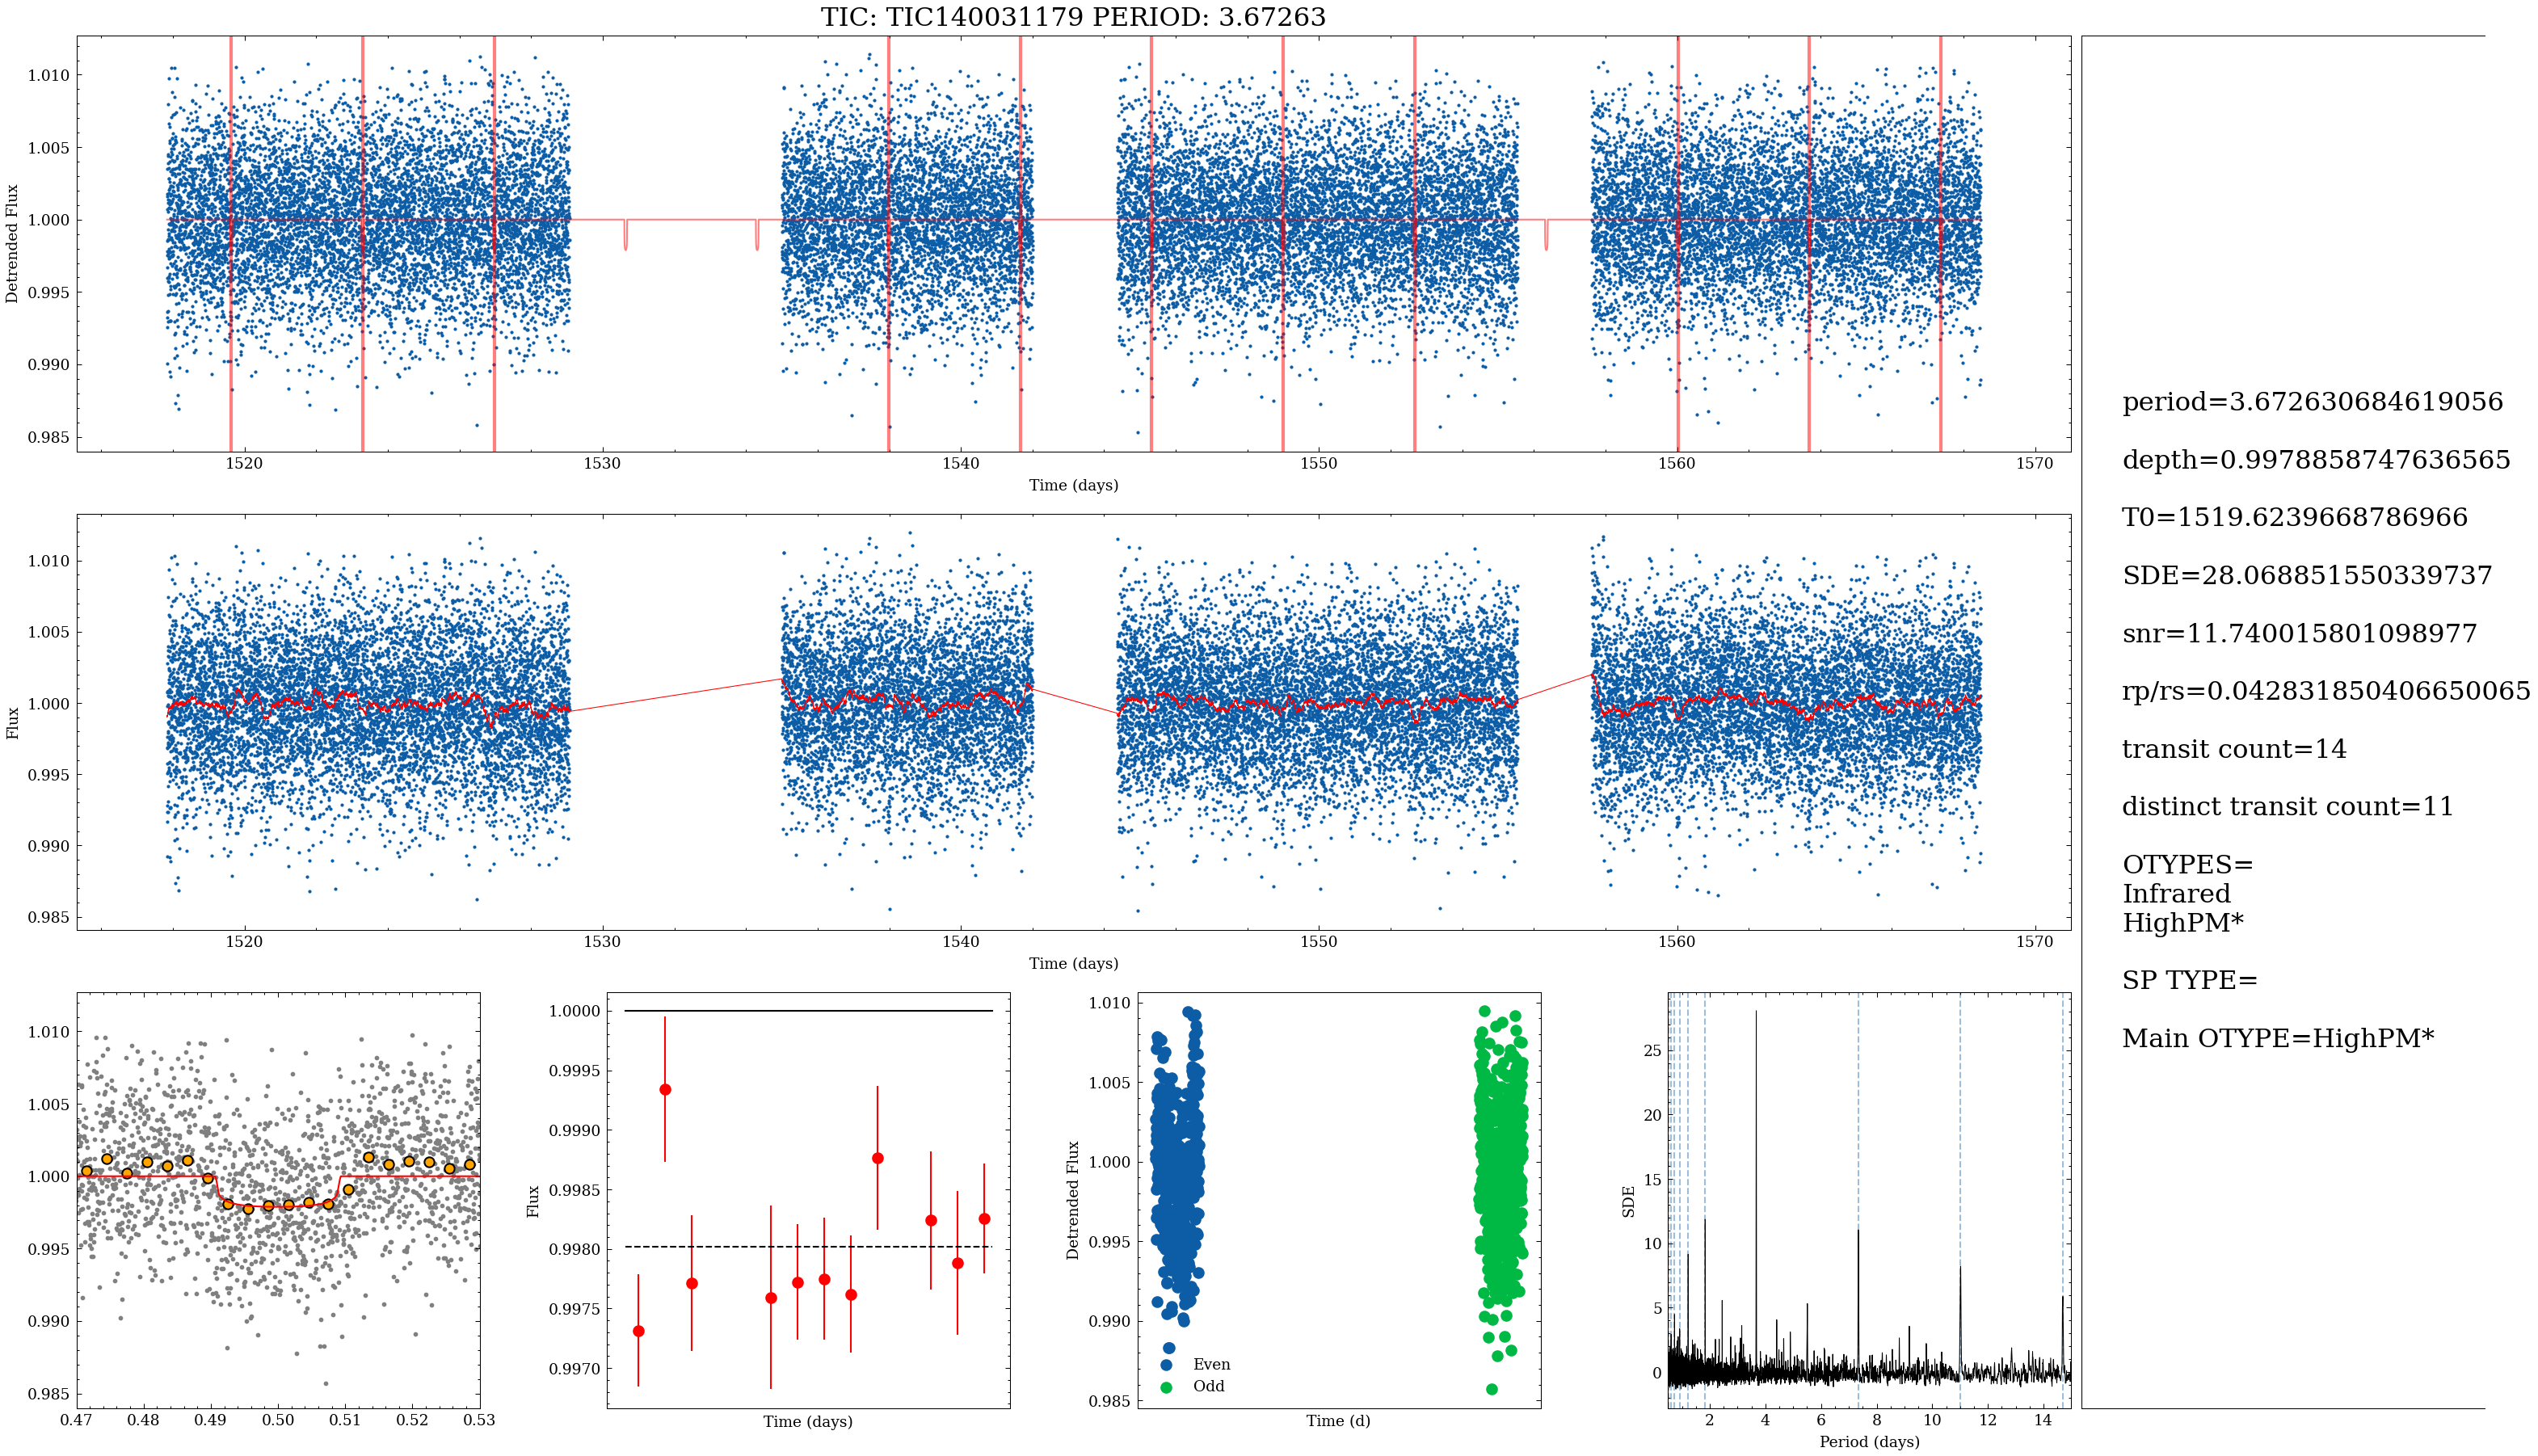 TIC: TIC140031179 PERIOD: 3.67263
1.010
1.005
1.000
0.995
0.990
0.985
Detrended Flux
1520 1530 1540 1550 1560 1570
Time (days)
1.010
1.005
1.000
0.995
0.990
0.985
Flux
1520 1530 1540 1550 1560 1570
Time (days)
1.010
1.005
1.000
0.995
0.990
0.985
0.47 0.48 0.49 0.50 0.51 0.52 0.53
1.0000
0.9995
0.9990
0.9985
0.9980
0.9975
0.9970
Flux
Time (days)
1.010
1.005
1.000
0.995
0.990
0.985
Detrended Flux
Even
Odd
Time (d)
25
20
15
10
5
0
SDE
2 4 6 8 10 12 14
Period (days)
period=3.672630684619056
depth=0.9978858747636565
T0=1519.6239668786966
SDE=28.068851550339737
snr=11.740015801098977
rp/rs=0.042831850406650065
transit count=14
distinct transit count=11
OTYPES=
Infrared
HighPM*
SP TYPE=
Main OTYPE=HighPM*